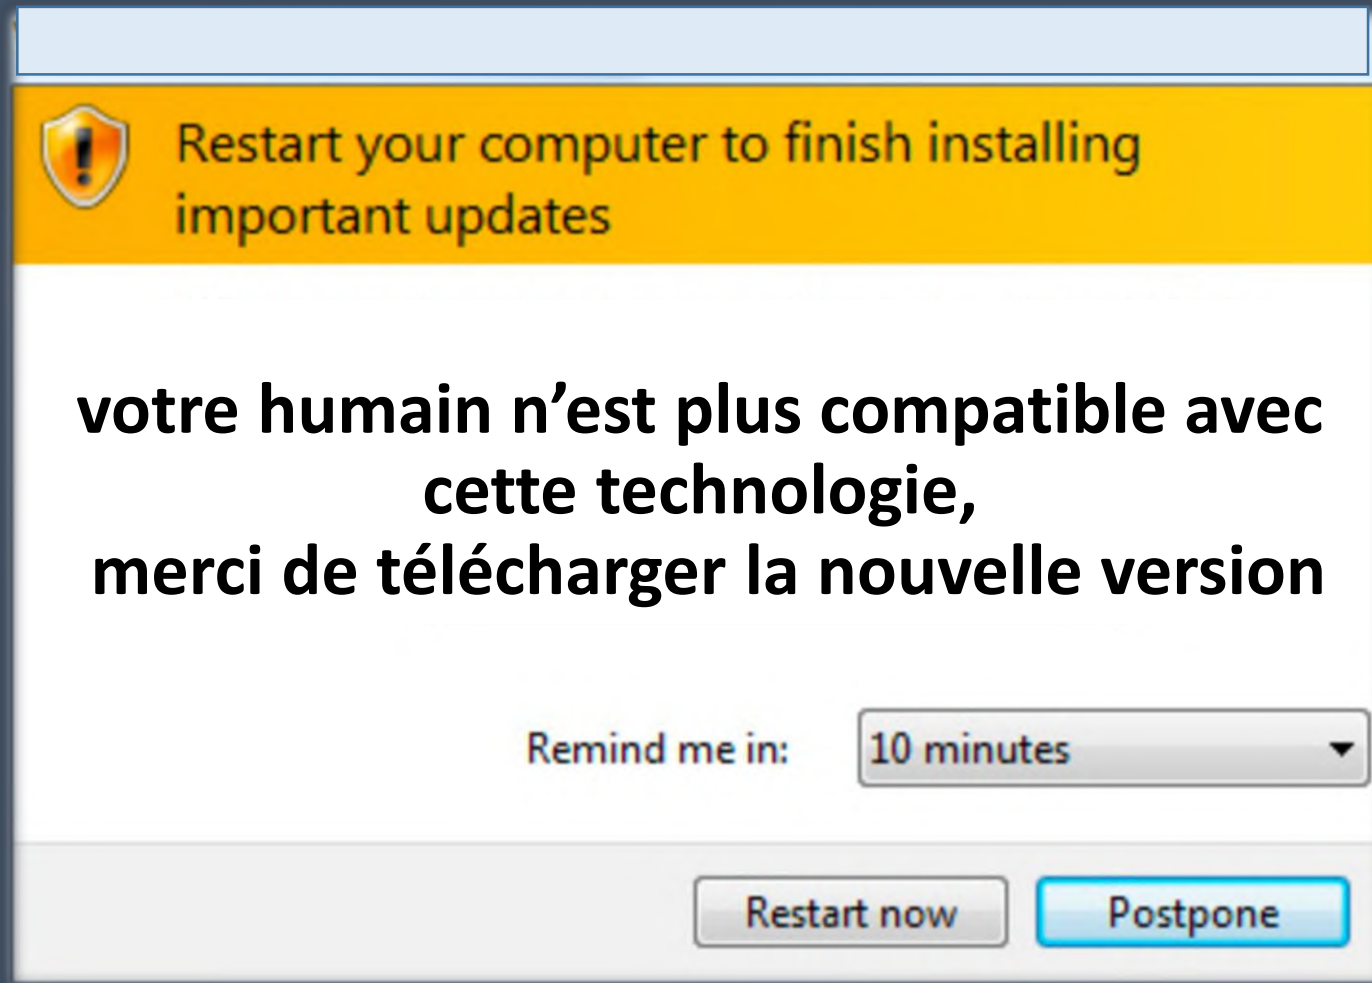 Restart your computer to finish installing
important updates
votre humain n’est plus compatible avec
cette technologie,
merci de télécharger la nouvelle version
Remind me in:
10 minutes
Restart now
Postpone